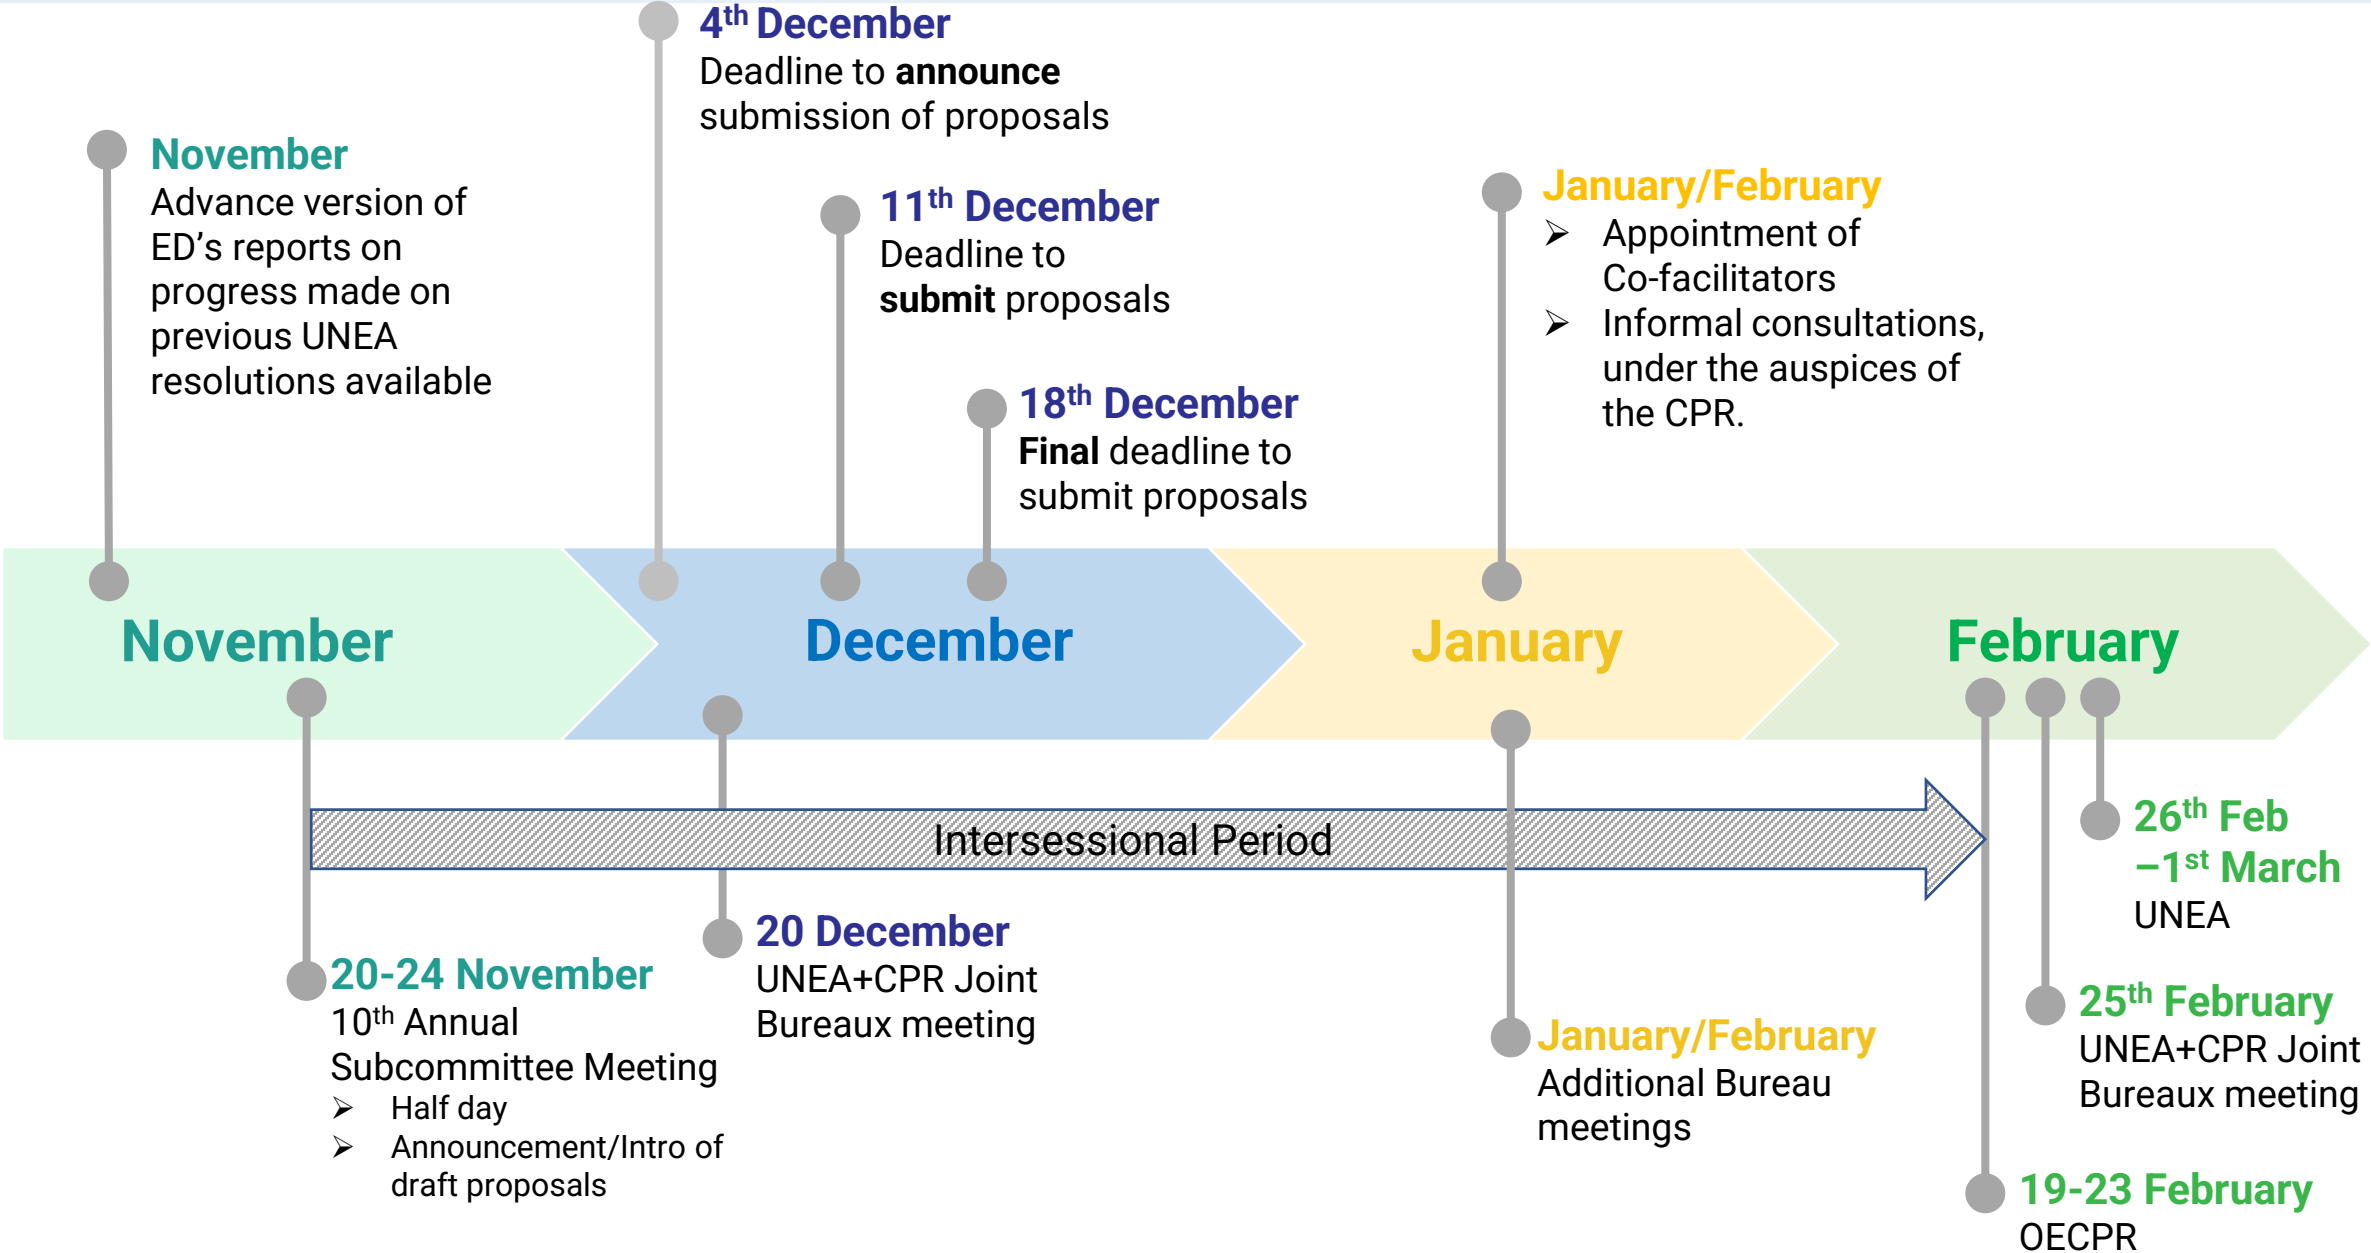 4th December
Deadline to announce
submission of proposals
November
Advance version of
ED’s reports on
progress made on
previous UNEA
resolutions available
11th December
Deadline to
submit proposals
January/February
➢ Appointment of
Co-facilitators
➢ Informal consultations,
under the auspices of
the CPR.
18th December
Final deadline to
submit proposals
November
December
January
February
Intersessional Period
26th Feb
–1st March
UNEA
20 December
UNEA+CPR Joint
Bureaux meeting
20-24 November
10th Annual
Subcommittee Meeting
➢ Half day
➢ Announcement/Intro of
draft proposals
25th February
UNEA+CPR Joint
Bureaux meeting
January/February
Additional Bureau
meetings
19-23 February
OECPR